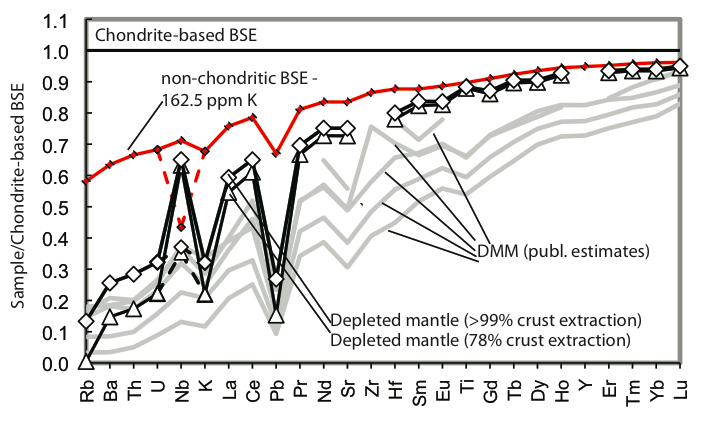 Sample/Chondrite-based BSE
1.1
1.0
0.9
0.8
0.7
0.6
0.5
0.4
0.3
0.2
0.1
0.0
Chondrite-based BSE
non-chondritic BSE -
162.5 ppm K
DMM (publ. estimates)
Depleted mantle (>99% crust extraction)
Depleted mantle (78% crust extraction)
Rb Ba Th U Nb K La Ce Pb Pr Nd Sr Zr Hf Sm Eu Ti Gd Tb Dy Ho Y Er Tm Yb Lu